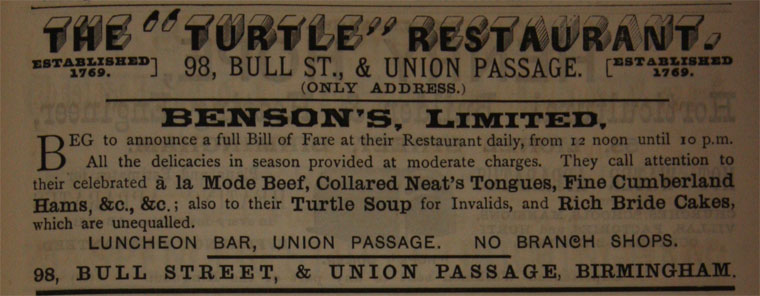 THE "TURTLE" RESTAURANT.
ESTABLISHED 1769.] 98, BULL ST., & UNION PASSAGE. [ESTABLISHED 1769.
(ONLY ADDRESS.)
BENSON'S, LIMITED,
BEG to announce a full Bill of Fare at their Restaurant daily, from 12 noon until 10 p.m.
All the delicacies in season provided at moderate charges. They call attention to
their celebrated à la Mode Beef, Collared Neat's Tongues, Fine Cumberland
Hams, &c., &c.; also to their Turtle Soup for Invalids, and Rich Bride Cakes,
which are unequalled.
LUNCHEON BAR, UNION PASSAGE. NO BRANCH SHOPS.
98, BULL STREET, & UNION PASSAGE, BIRMINGHAM.